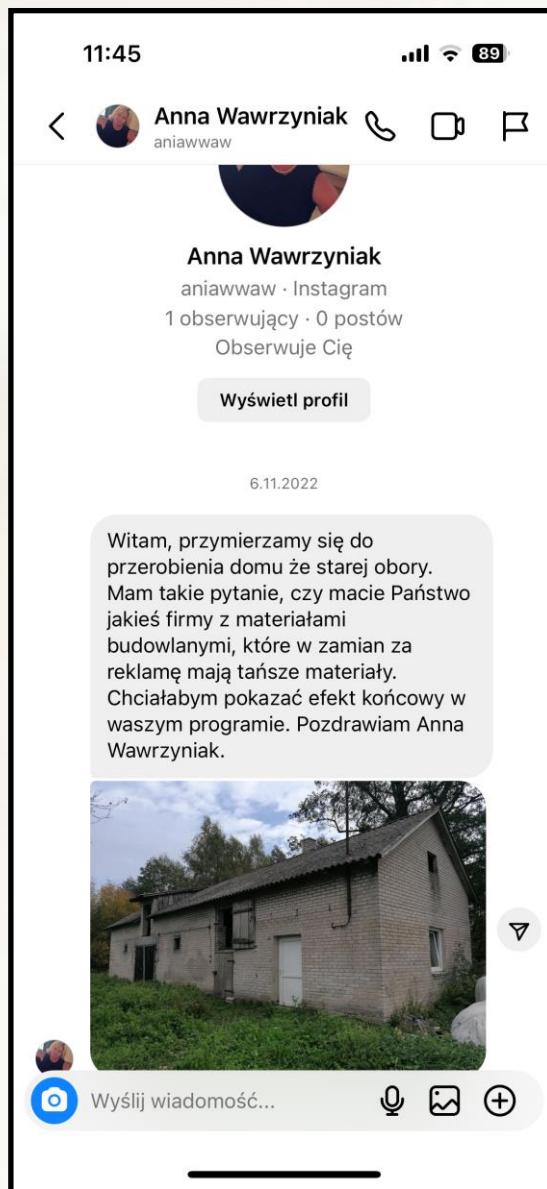 11:45
89
Anna Wawrzyniak
aniawwaw
Anna Wawrzyniak
aniawwaw · Instagram
1 obserwujący · 0 postów
Obserwuje Cię
Wyświetl profil
6.11.2022
Witam, przymierzamy się do
przerobienia domu że starej obory.
Mam takie pytanie, czy macie Państwo
jakieś firmy z materiałami
budowlanymi, które w zamian za
reklamę mają tańsze materiały.
Chciałabym pokazać efekt końcowy w
waszym programie. Pozdrawiam Anna
Wawrzyniak.
Wyślij wiadomość...